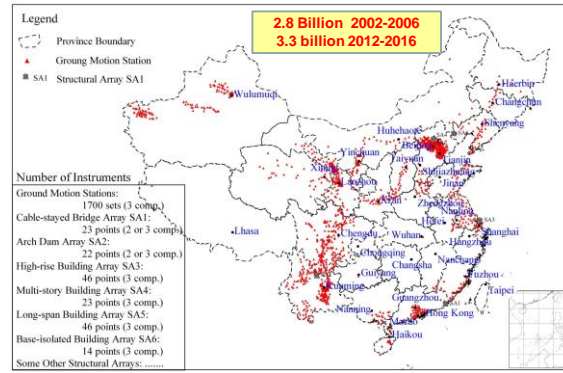 2.8 Billion 2002-2006
3.3 billion 2012-2016
Legend
Province Boundary
Groung Motion Station
SA1 Structural Array SA1
Haerbip
Changchun
Wulumuqi
Shenyang
Huhehaote
Beijing
Yinchuan
Taiyuan
Tianjin
Shijiazhuang
Xining
Jinan
Lanzhou
Number of Instruments
Ground Motion Stations:
1700 sets (3 comp.)
Cable-stayed Bridge Array SA1:
23 points (2 or 3 comp.)
Arch Dam Array SA2:
22 points (2 or 3 comp.)
High-rise Building Array SA3:
46 points (3 comp.)
Multi-story Building Array SA4:
23 points (3 comp.)
Long-span Building Array SA5:
46 points (3 comp.)
Base-isolated Building Array SA6:
14 points (3 comp.)
Some Other Structural Arrays: .......
Xian
Zhengzhou
Nanjing
SA3
Hefei
Shanghai
Lhasa
Chengdu
Wuhan
Hangzhou
Chongqing
Nanchang
Changsha
Guiyang
Fuzhou
Kunming
Taipei
Guangzhou
SA1
Nanning
Hong Kong
Macao
Haikou